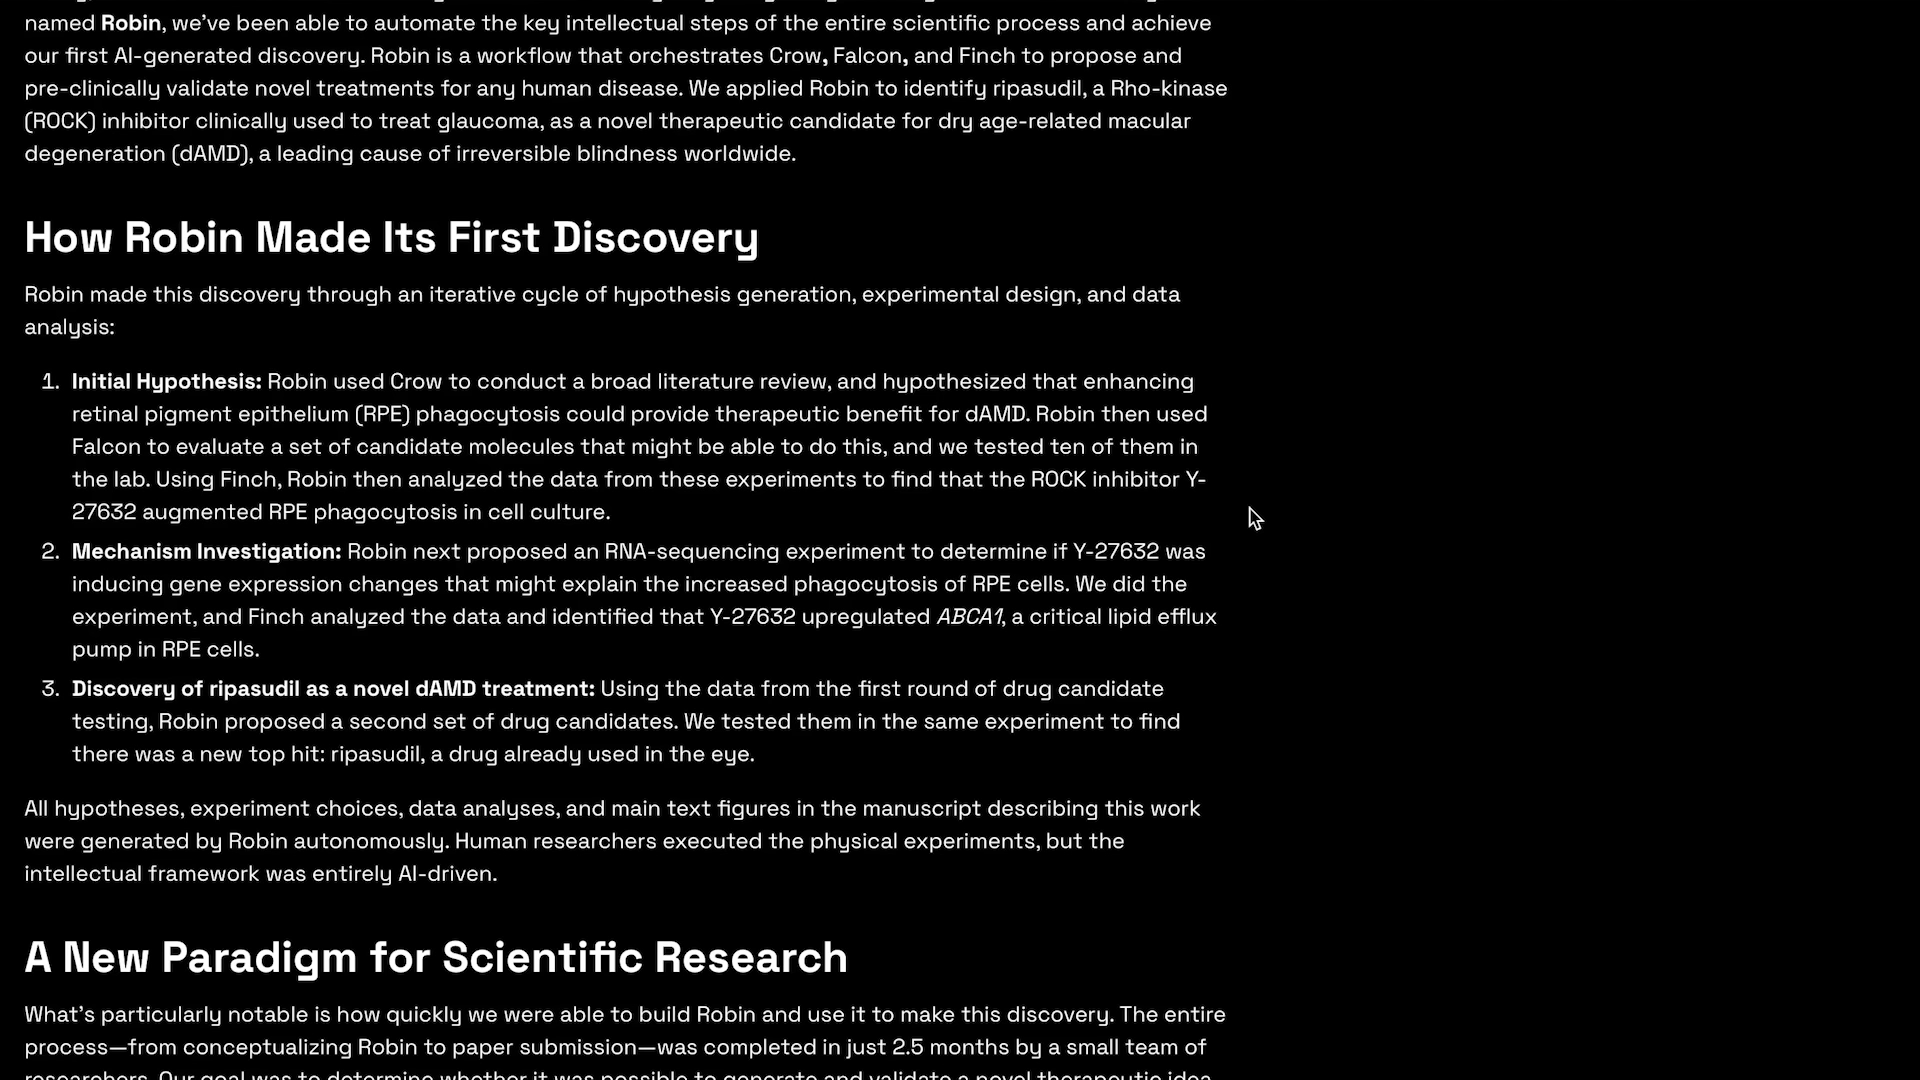 named Robin, we've been able to automate the key intellectual steps of the entire scientific process and achieve
our first AI-generated discovery. Robin is a workflow that orchestrates Crow, Falcon, and Finch to propose and
pre-clinically validate novel treatments for any human disease. We applied Robin to identify ripasudil, a Rho-kinase
(ROCK) inhibitor clinically used to treat glaucoma, as a novel therapeutic candidate for dry age-related macular
degeneration (dAMD), a leading cause of irreversible blindness worldwide.
How Robin Made Its First Discovery
Robin made this discovery through an iterative cycle of hypothesis generation, experimental design, and data
analysis:
1. Initial Hypothesis: Robin used Crow to conduct a broad literature review, and hypothesized that enhancing
retinal pigment epithelium (RPE) phagocytosis could provide therapeutic benefit for dAMD. Robin then used
Falcon to evaluate a set of candidate molecules that might be able to do this, and we tested ten of them in
the lab. Using Finch, Robin then analyzed the data from these experiments to find that the ROCK inhibitor Y-
27632 augmented RPE phagocytosis in cell culture.
2. Mechanism Investigation: Robin next proposed an RNA-sequencing experiment to determine if Y-27632 was
inducing gene expression changes that might explain the increased phagocytosis of RPE cells. We did the
experiment, and Finch analyzed the data and identified that Y-27632 upregulated ABCA1, a critical lipid efflux
pump in RPE cells.
3. Discovery of ripasudil as a novel dAMD treatment: Using the data from the first round of drug candidate
testing, Robin proposed a second set of drug candidates. We tested them in the same experiment to find
there was a new top hit: ripasudil, a drug already used in the eye.
All hypotheses, experiment choices, data analyses, and main text figures in the manuscript describing this work
were generated by Robin autonomously. Human researchers executed the physical experiments, but the
intellectual framework was entirely AI-driven.
A New Paradigm for Scientific Research
What's particularly notable is how quickly we were able to build Robin and use it to make this discovery. The entire
process—from conceptualizing Robin to paper submission—was completed in just 2.5 months by a small team of
researchers. Our goal was to determine whether it was possible to generate and validate a novel therapeutic idea